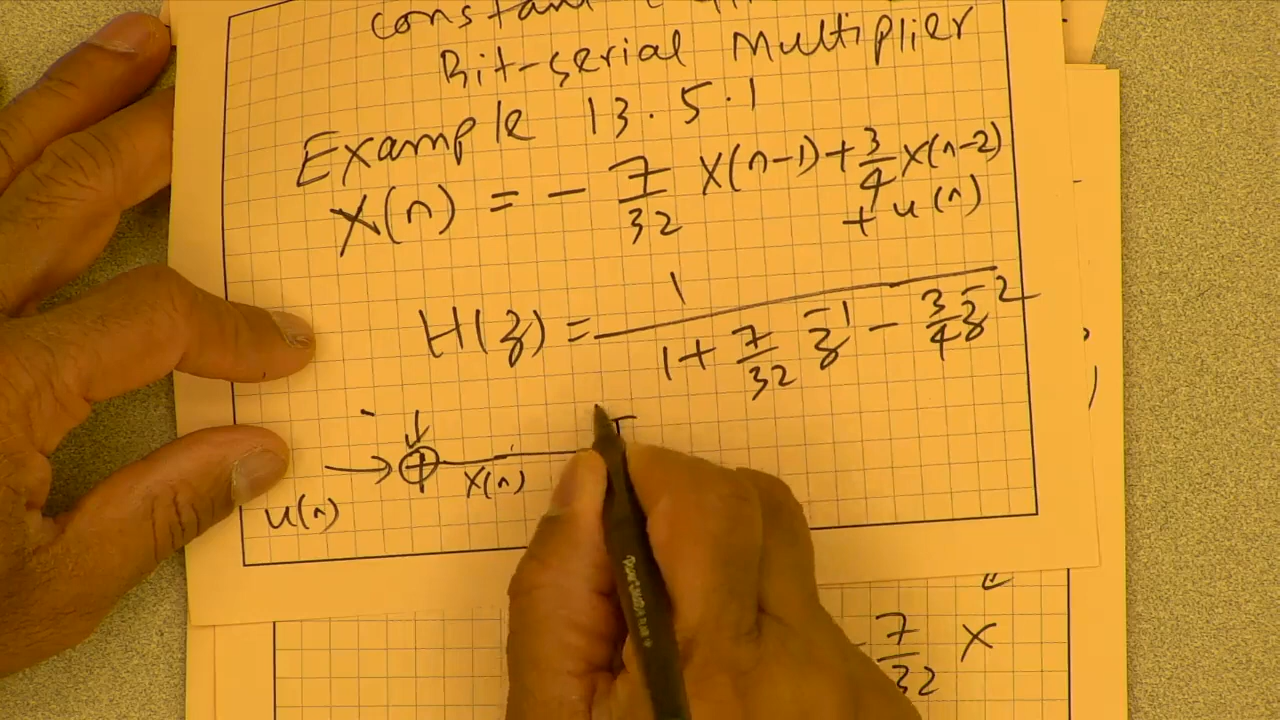 constant
Bit-serial Multiplier
Example 13.5.1
x(n) = - 7/32 x(n-1) + 3/4 x(n-2)
+ u(n)
H(z) = 1 / (1 + 7/32 z^-1 - 3/4 z^-2)
+
x(n)
u(n)
7/32 x